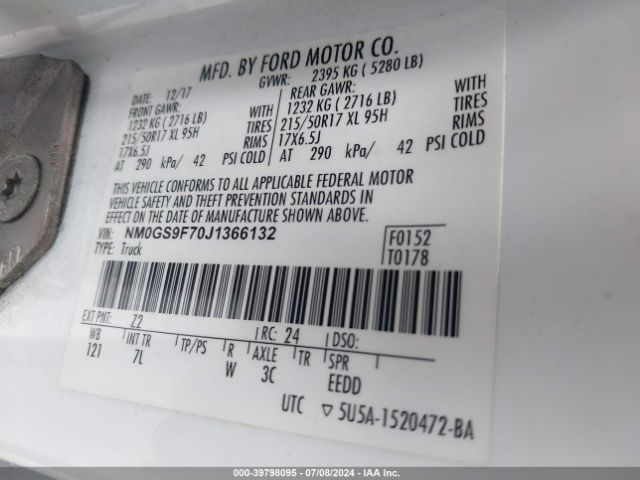 MFD. BY FORD MOTOR CO.
DATE: 12/17 GVWR: 2395 KG ( 5280 LB)
FRONT GAWR: REAR GAWR:
1232 KG ( 2716 LB) WITH 1232 KG ( 2716 LB) WITH
215/50R17 XL 95H TIRES 215/50R17 XL 95H TIRES
17X6.5J RIMS 17X6.5J RIMS
AT 290 kPa/ 42 PSI COLD AT 290 kPa/ 42 PSI COLD
THIS VEHICLE CONFORMS TO ALL APPLICABLE FEDERAL MOTOR
VEHICLE SAFETY AND THEFT PREVENTION STANDARDS IN
EFFECT ON THE DATE OF MANUFACTURE SHOWN ABOVE.
VIN: NM0GS9F70J1366132 F0152
TYPE: Truck T0178
EXT PNT: Z2 RC: 24 DSO:
WB INT TR TP/PS R AXLE TR SPR
121 7L W 3C EEDD
UTC ▽ 5U5A-1520472-BA
000-39798095 - 07/08/2024 - IAA Inc.